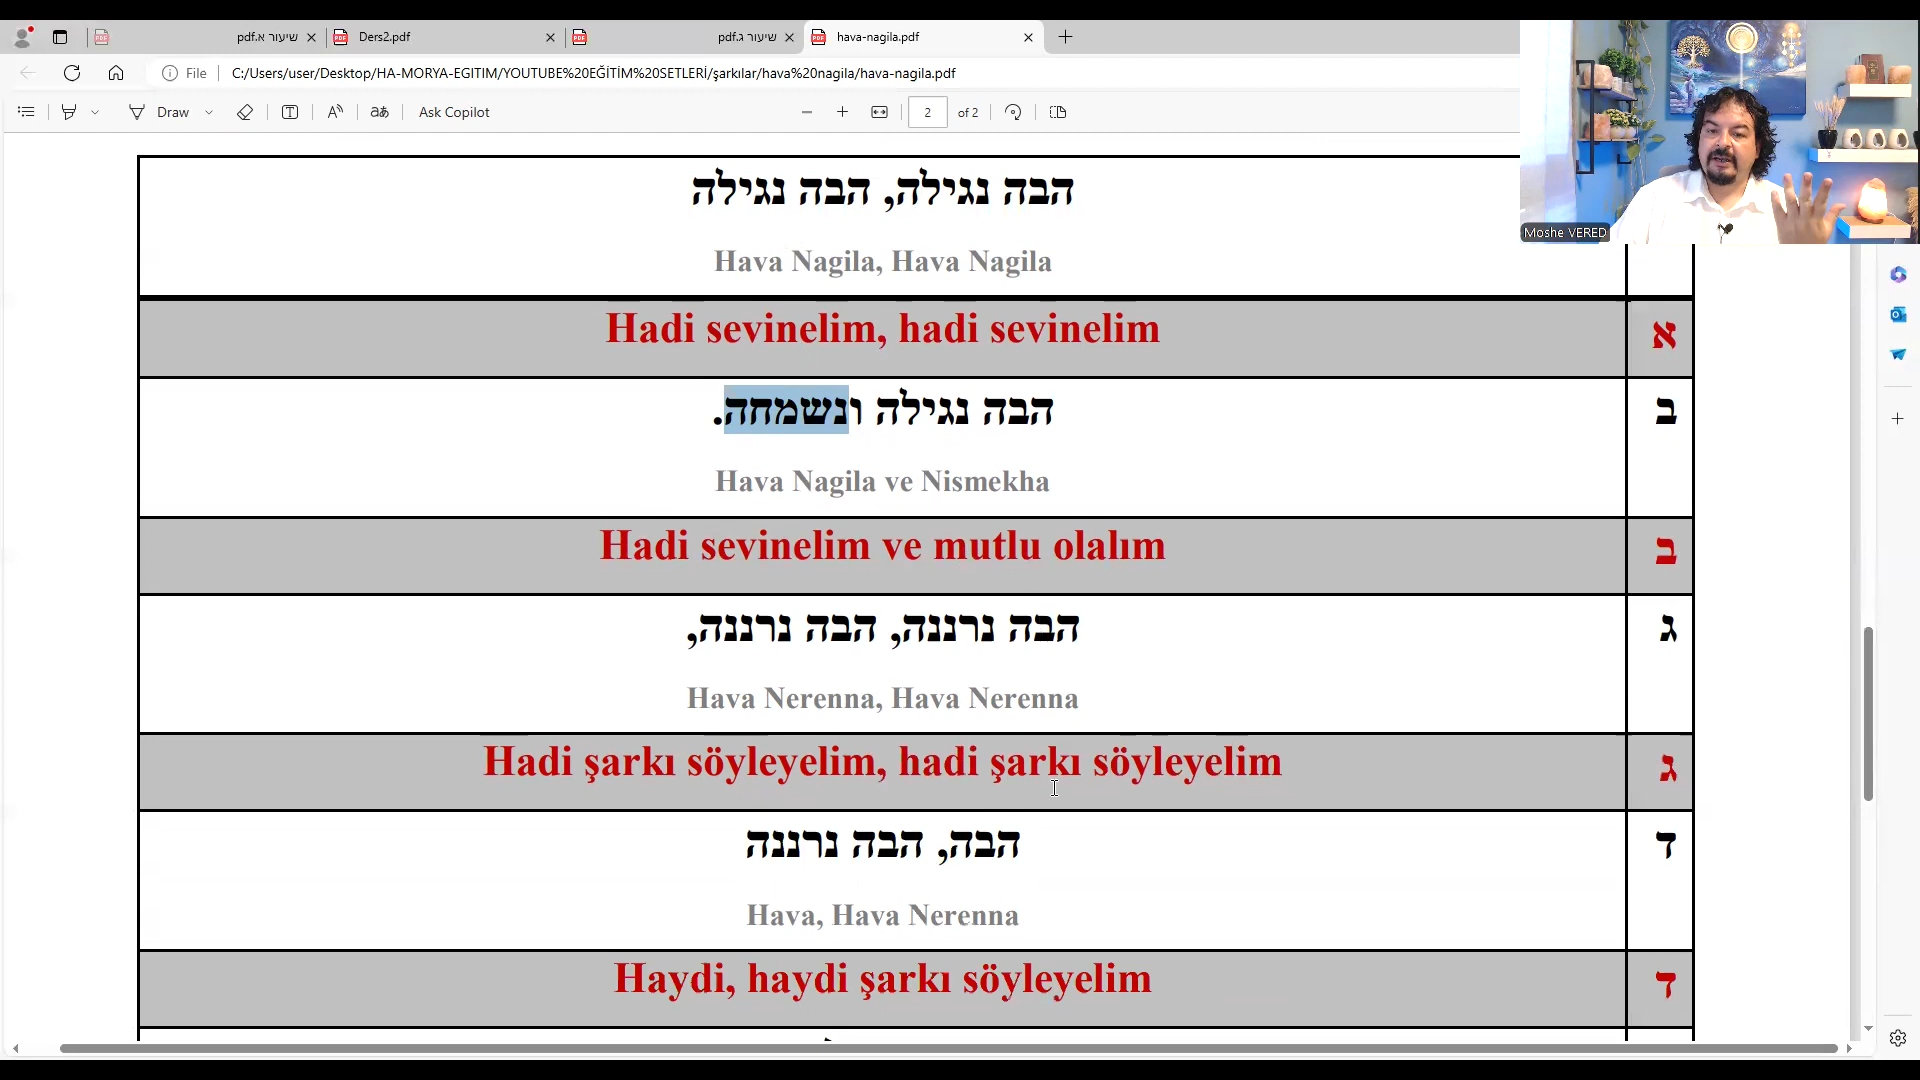 שיעור א.pdf
Ders2.pdf
שיעור ג.pdf
hava-nagila.pdf
File
C:/Users/user/Desktop/HA-MORYA-EGITIM/YOUTUBE%20EĞİTİM%20SETLERİ/şarkılar/hava%20nagila/hava-nagila.pdf
Draw
Ask Copilot
2 of 2
Moshe VERED
הבה נגילה, הבה נגילה
Hava Nagila, Hava Nagila
Hadi sevinelim, hadi sevinelim
א
הבה נגילה ונשמחה.
ב
Hava Nagila ve Nismekha
Hadi sevinelim ve mutlu olalım
ב
הבה נרננה, הבה נרננה,
ג
Hava Nerenna, Hava Nerenna
Hadi şarkı söyleyelim, hadi şarkı söyleyelim
ג
הבה, הבה נרננה
ד
Hava, Hava Nerenna
Haydi, haydi şarkı söyleyelim
ד